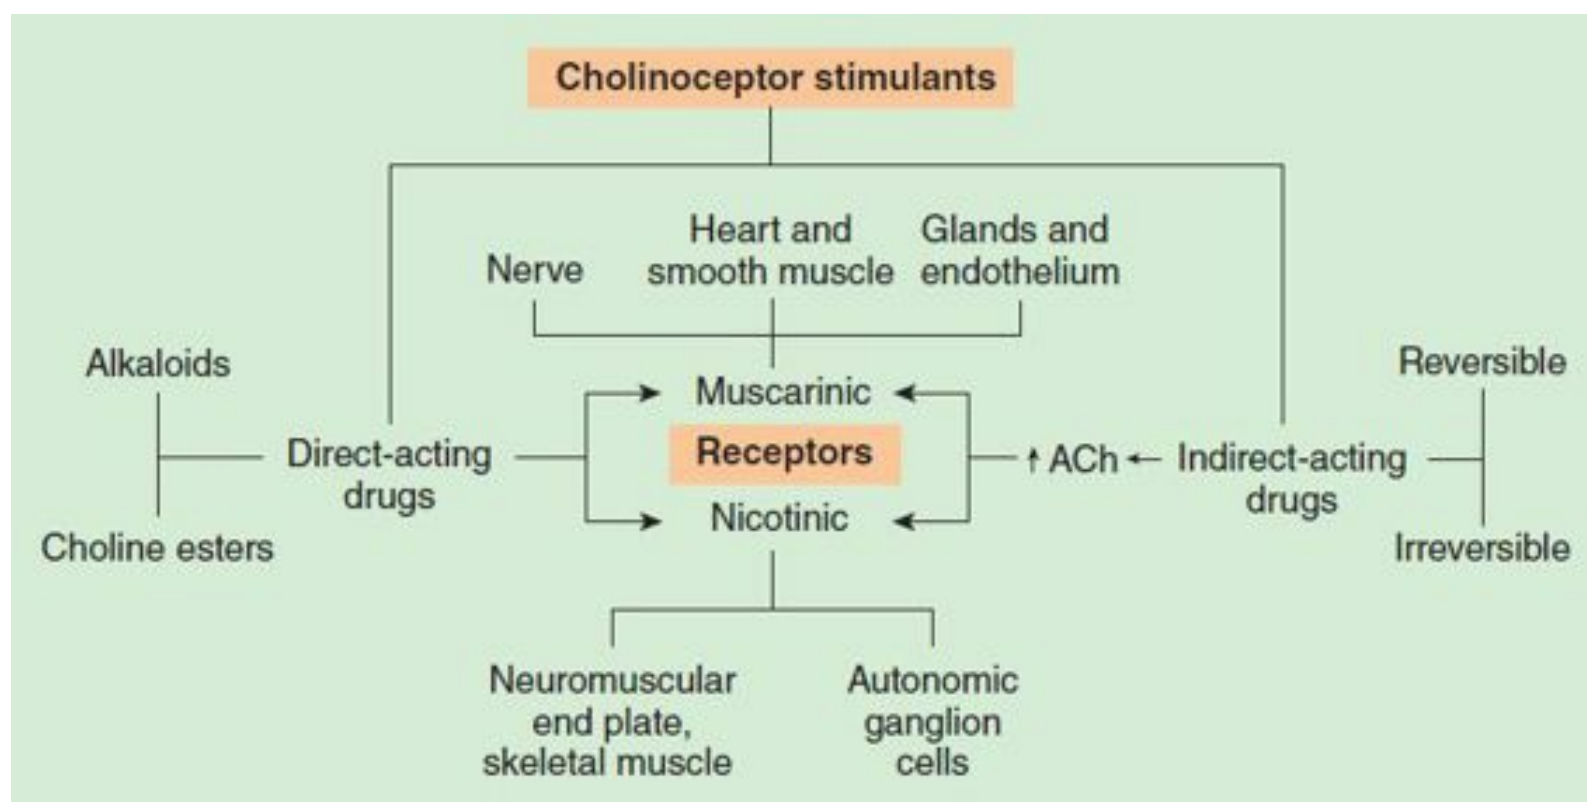 Cholinoceptor stimulants
Nerve
Heart and
smooth muscle
Glands and
endothelium
Alkaloids
Choline esters
Direct-acting
drugs
Muscarinic
Receptors
Nicotinic
↑ ACh ← Indirect-acting
drugs
Reversible
Irreversible
Neuromuscular
end plate,
skeletal muscle
Autonomic
ganglion
cells